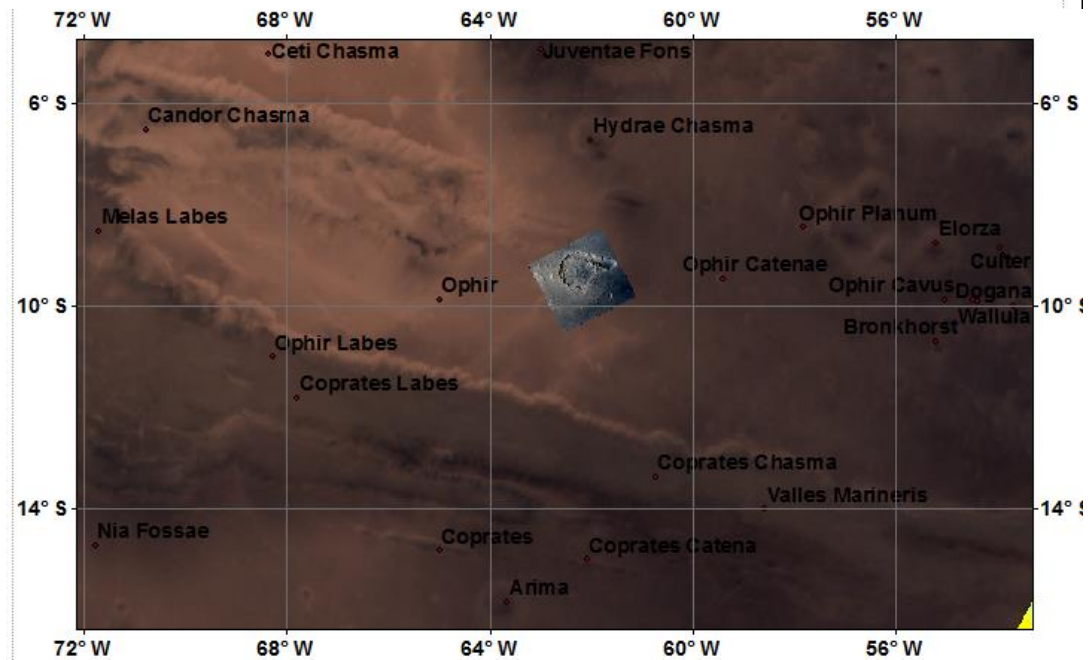 72° W 68° W 64° W 60° W 56° W
Ceti Chasma Juventae Fons
6° S 6° S
Candor Chasma Hydrae Chasma
Melas Labes Ophir Planum
Elorza
Ophir Catenae Culter
Ophir Ophir Cavus Dogana
10° S 10° S
Wallula
Bronkhorst
Ophir Labes
Coprates Labes
Coprates Chasma
Valles Marineris
14° S 14° S
Nia Fossae Coprates Coprates Catena
Arima
72° W 68° W 64° W 60° W 56° W